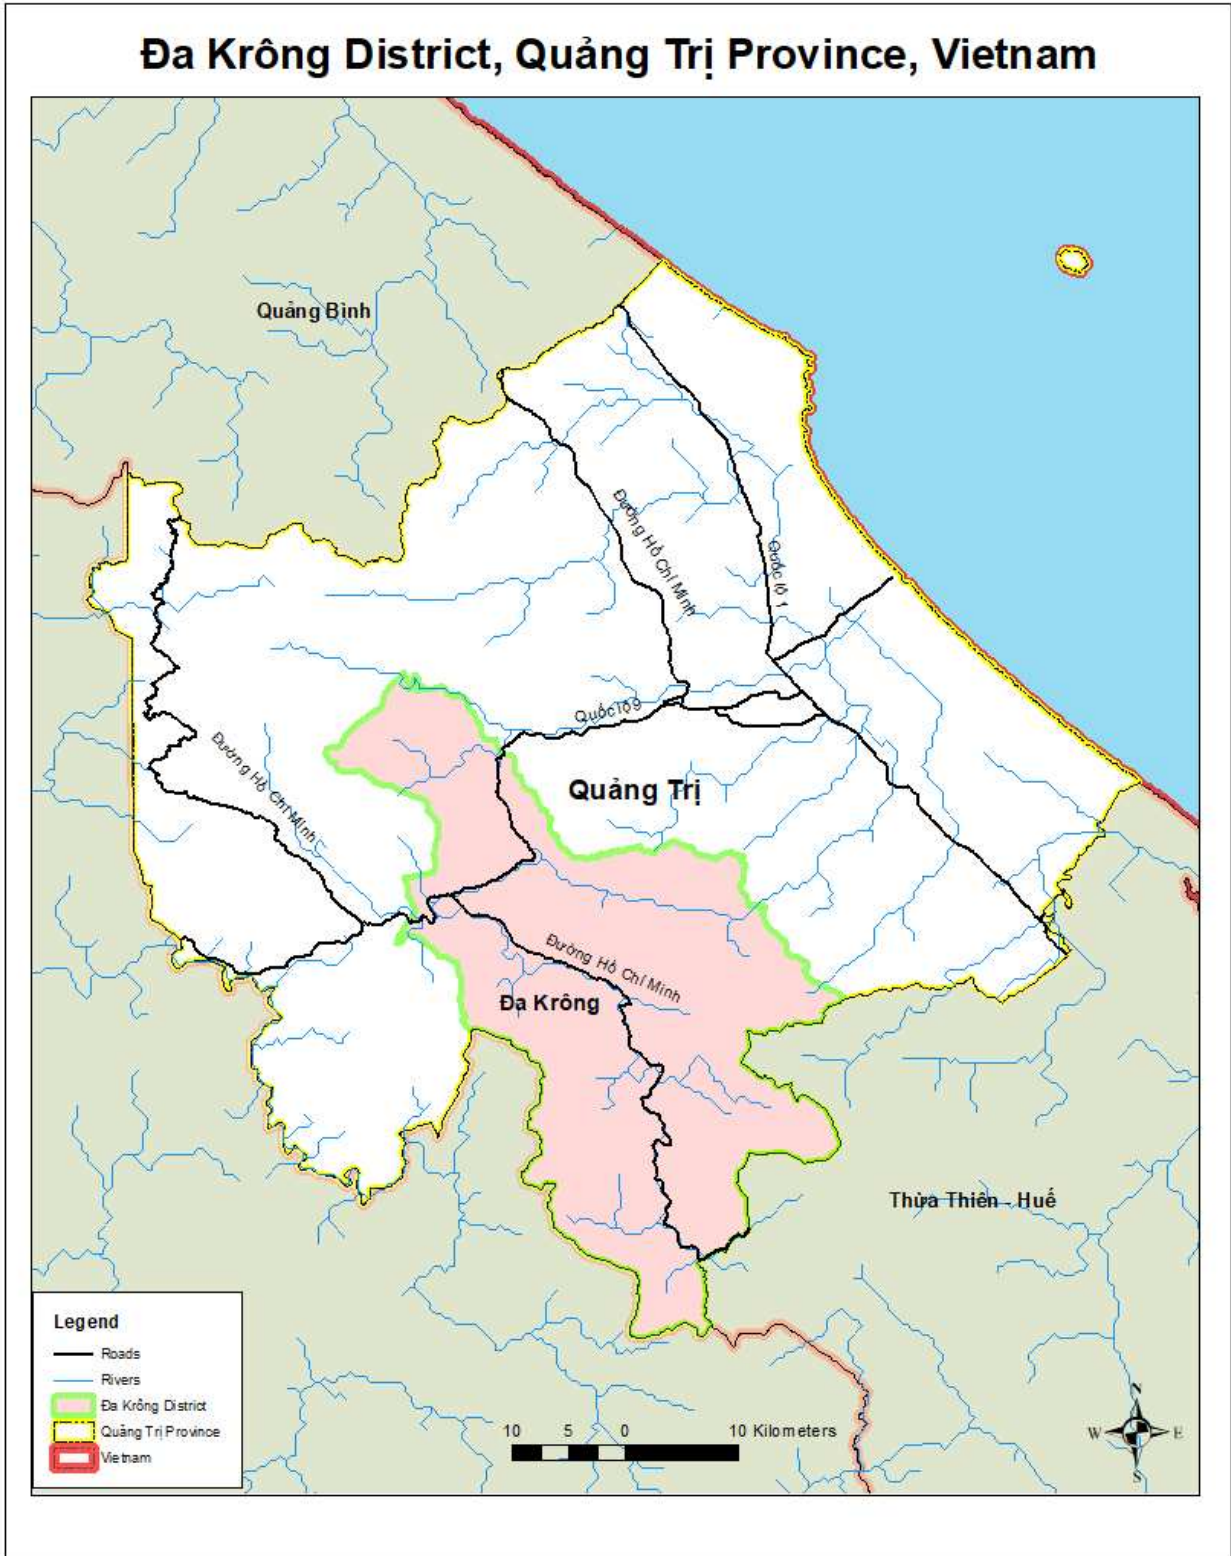 Đa Krông District, Quảng Trị Province, Vietnam
Quảng Bình
Đường Hồ Chí Minh
Quốc lộ 1
Quốc lộ 9
Đường Hồ Chí Minh
Quảng Trị
Đường Hồ Chí Minh
Đa Krông
Thừa Thiên - Huế
Legend
Roads
Rivers
Đa Krông District
Quảng Trị Province
Vietnam
10 5 0 10 Kilometers
N
W E
S